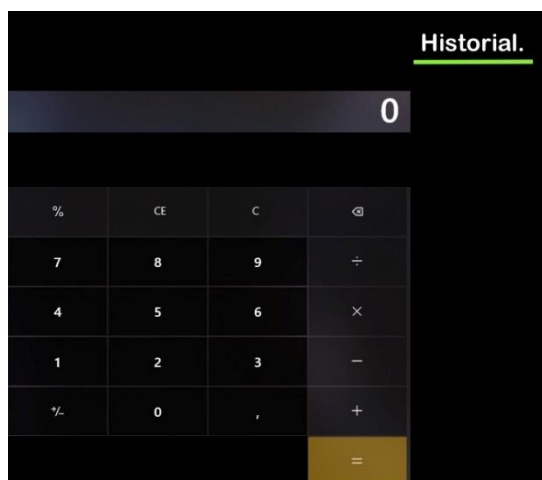 Historial.
0
% CE C ⌫
7 8 9 ÷
4 5 6 ×
1 2 3 −
+/- 0 , +
=